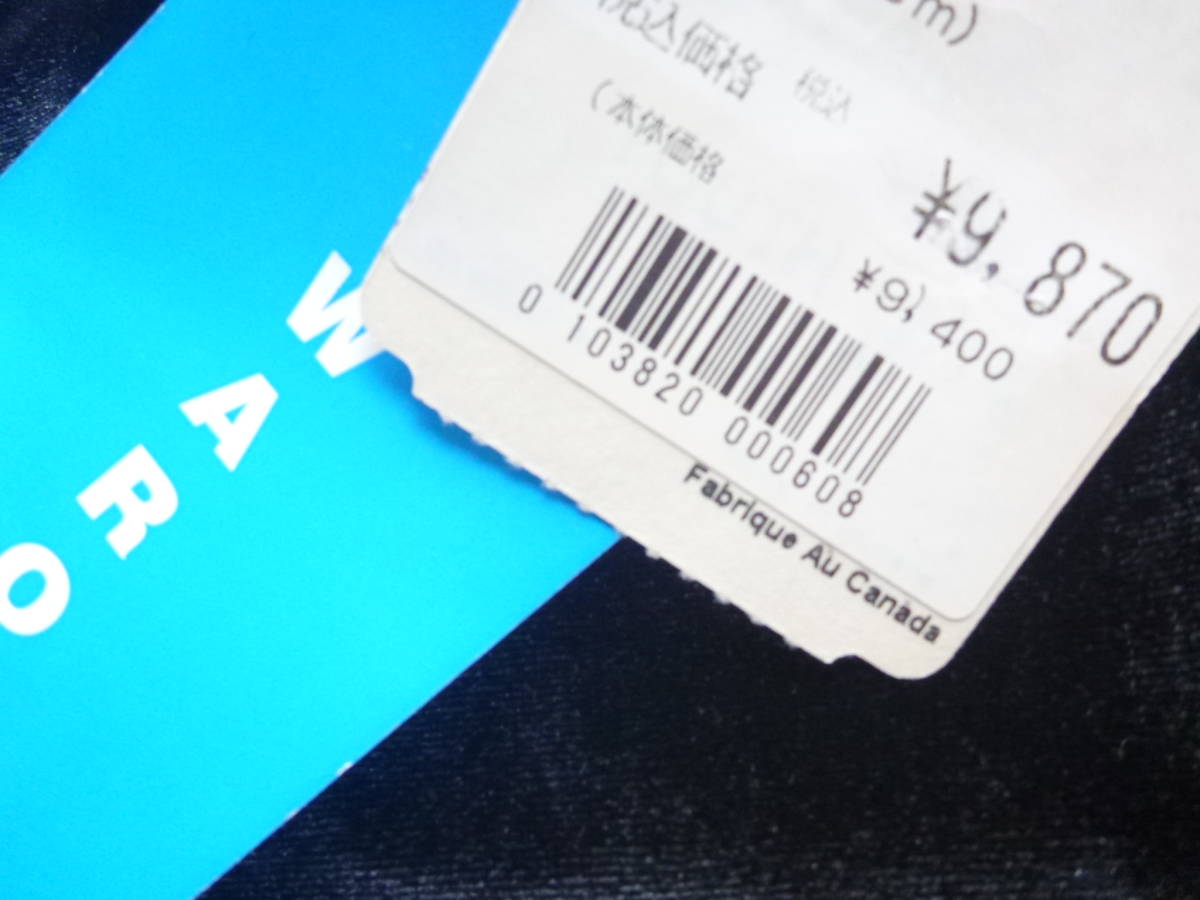 税込価格 税込 ¥9,870
(本体価格 ¥9,400
0 103820 000608
Fabrique Au Canada
W
A
R
O